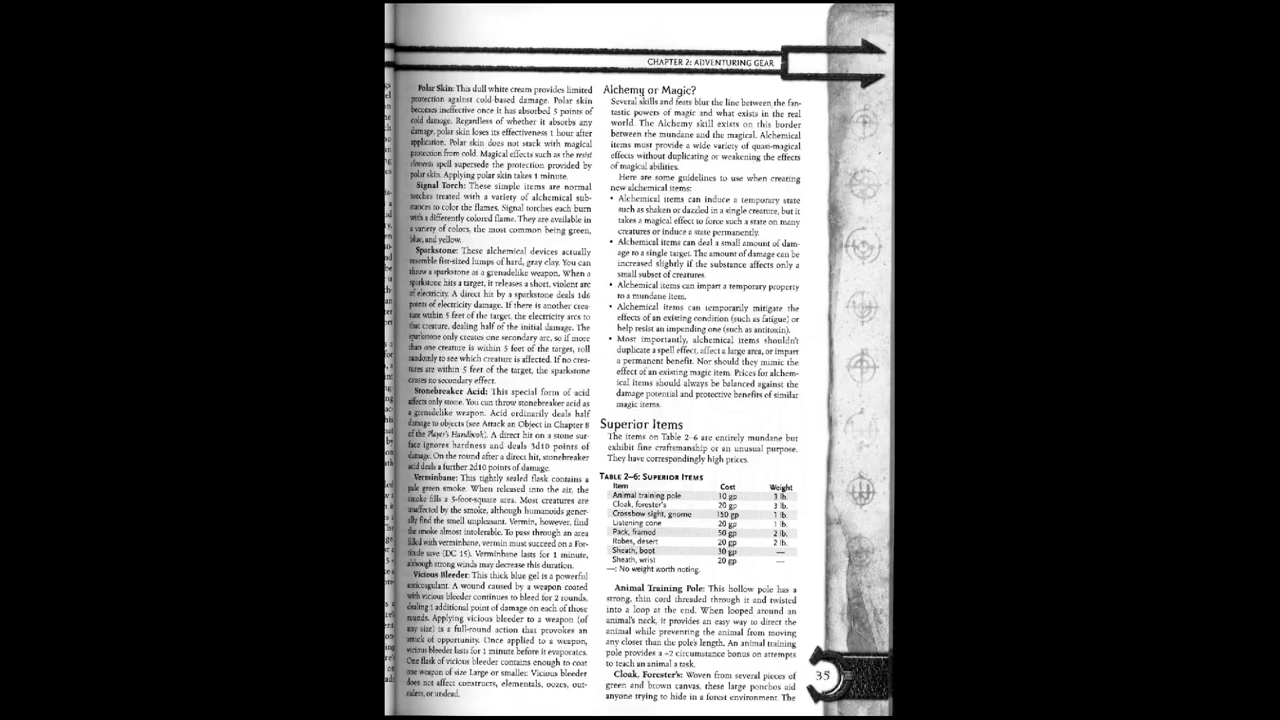 CHAPTER 2: ADVENTURING GEAR
Polar Skin: This dull white cream provides limited
protection against cold-based damage. Polar skin
becomes ineffective once it has absorbed 5 points of
cold damage. Regardless of whether it absorbs any
damage, polar skin loses its effectiveness 1 hour after
application. Polar skin does not stack with magical
protection from cold. Magical effects such as the resist
elements spell supersede the protection provided by
polar skin. Applying polar skin takes 1 minute.
Signal Torch: These simple items are normal
torches treated with a variety of alchemical sub-
stances to color the flames. Signal torches each burn
with a differently colored flame. They are available in
a variety of colors, the most common being green,
blue, and yellow.
Sparkstone: These alchemical devices actually
resemble fist-sized lumps of hard, gray clay. You can
throw a sparkstone as a grenadelike weapon. When a
sparkstone hits a target, it releases a short, violent arc
of electricity. A direct hit by a sparkstone deals 1d6
points of electricity damage. If there is another crea-
ture within 5 feet of the target, the electricity arcs to
that creature, dealing half of the initial damage. The
sparkstone only creates one secondary arc, so if more
than one creature is within 5 feet of the target, roll
randomly to see which creature is affected. If no crea-
tures are within 5 feet of the target, the sparkstone
causes no secondary effect.
Stonebreaker Acid: This special form of acid
affects only stone. You can throw stonebreaker acid as
a grenadelike weapon. Acid ordinarily deals half
damage to objects (see Attack an Object in Chapter 8
of the Player's Handbook). A direct hit on a stone sur-
face ignores hardness and deals 3d10 points of
damage. On the round after a direct hit, stonebreaker
acid deals a further 2d10 points of damage.
Verminbane: This tightly sealed flask contains a
pale green smoke. When released into the air, the
smoke fills a 5-foot-square area. Most creatures are
unaffected by the smoke, although humanoids gener-
ally find the smell unpleasant. Vermin, however, find
the smoke almost intolerable. To pass through an area
filled with verminbane, vermin must succeed on a For-
titude save (DC 15). Verminbane lasts for 1 minute,
although strong winds may decrease this duration.
Vicious Bleeder: This thick blue gel is a powerful
anticoagulant. A wound caused by a weapon coated
with vicious bleeder continues to bleed for 2 rounds,
dealing 1 additional point of damage on each of those
rounds. Applying vicious bleeder to a weapon (of
any size) is a full-round action that provokes an
attack of opportunity. Once applied to a weapon,
vicious bleeder lasts for 1 minute before it evaporates.
One flask of vicious bleeder contains enough to coat
one weapon of size Large or smaller. Vicious bleeder
does not affect constructs, elementals, oozes, out-
siders, or undead.
Alchemy or Magic?
Several skills and feats blur the line between the fan-
tastic powers of magic and what exists in the real
world. The Alchemy skill exists on this border
between the mundane and the magical. Alchemical
items must provide a wide variety of quasi-magical
effects without duplicating or weakening the effects
of magical abilities.
Here are some guidelines to use when creating
new alchemical items:
• Alchemical items can induce a temporary state
such as shaken or dazzled in a single creature, but it
takes a magical effect to force such a state on many
creatures or induce a state permanently.
• Alchemical items can deal a small amount of dam-
age to a single target. The amount of damage can be
increased slightly if the substance affects only a
small subset of creatures.
• Alchemical items can impart a temporary property
to a mundane item.
• Alchemical items can temporarily mitigate the
effects of an existing condition (such as fatigue) or
help resist an impending one (such as antitoxin).
• Most importantly, alchemical items shouldn't
duplicate a spell effect, affect a large area, or impart
a permanent benefit. Nor should they mimic the
effect of an existing magic item. Prices for alchem-
ical items should always be balanced against the
damage potential and protective benefits of similar
magic items.
Superior Items
The items on Table 2–6 are entirely mundane but
exhibit fine craftsmanship or an unusual purpose.
They have correspondingly high prices.
TABLE 2–6: SUPERIOR ITEMS
Item Cost Weight
Animal training pole 10 gp 3 lb.
Cloak, forester's 20 gp 3 lb.
Crossbow sight, gnome 150 gp 1 lb.
Listening cone 20 gp 1 lb.
Pack, framed 50 gp 2 lb.
Robes, desert 20 gp 2 lb.
Sheath, boot 30 gp —
Sheath, wrist 20 gp —
—: No weight worth noting.
Animal Training Pole: This hollow pole has a
strong, thin cord threaded through it and twisted
into a loop at the end. When looped around an
animal's neck, it provides an easy way to direct the
animal while preventing the animal from moving
any closer than the pole's length. An animal training
pole provides a +2 circumstance bonus on attempts
to teach an animal a task.
Cloak, Forester's: Woven from several pieces of
green and brown canvas, these large ponchos aid
anyone trying to hide in a forest environment. The
35